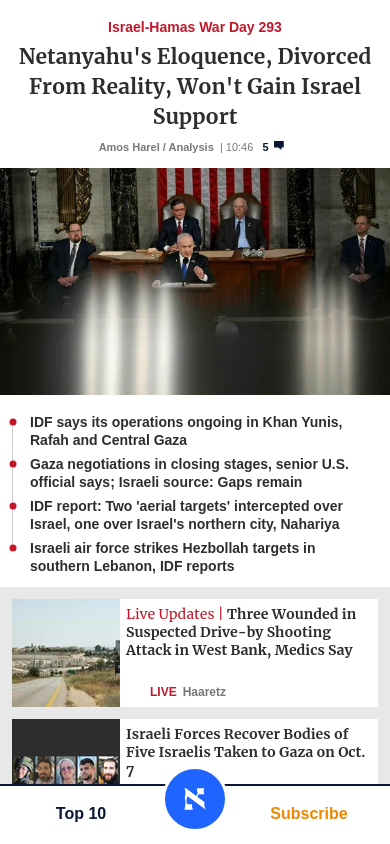 Israel-Hamas War Day 293
Netanyahu's Eloquence, Divorced
From Reality, Won't Gain Israel
Support
Amos Harel / Analysis | 10:46 5
IDF says its operations ongoing in Khan Yunis,
Rafah and Central Gaza
Gaza negotiations in closing stages, senior U.S.
official says; Israeli source: Gaps remain
IDF report: Two 'aerial targets' intercepted over
Israel, one over Israel's northern city, Nahariya
Israeli air force strikes Hezbollah targets in
southern Lebanon, IDF reports
Live Updates | Three Wounded in
Suspected Drive-by Shooting
Attack in West Bank, Medics Say
LIVE Haaretz
Israeli Forces Recover Bodies of
Five Israelis Taken to Gaza on Oct.
7
Top 10
Subscribe